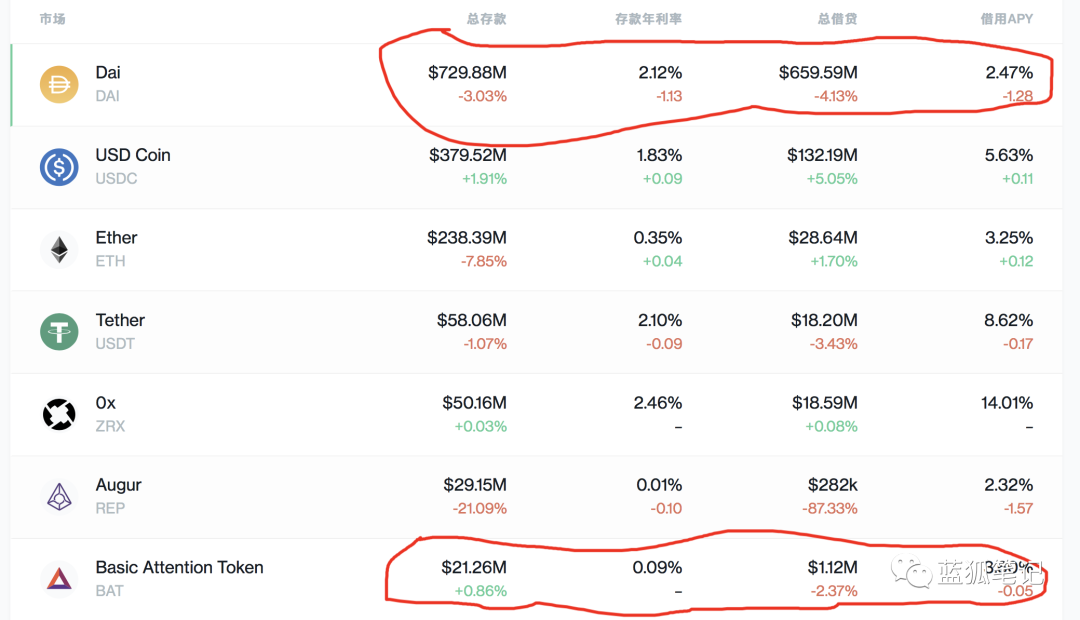 市场 总存款 存款年利率 总借贷 借用APY
Dai $729.88M 2.12% $659.59M 2.47%
DAI -3.03% -1.13 -4.13% -1.28
USD Coin $379.52M 1.83% $132.19M 5.63%
USDC +1.91% +0.09 +5.05% +0.11
Ether $238.39M 0.35% $28.64M 3.25%
ETH -7.85% +0.04 +1.70% +0.12
Tether $58.06M 2.10% $18.20M 8.62%
USDT -1.07% -0.09 -3.43% -0.17
0x $50.16M 2.46% $18.59M 14.01%
ZRX +0.03% – +0.08% –
Augur $29.15M 0.01% $282k 2.32%
REP -21.09% -0.10 -87.33% -1.57
Basic Attention Token $21.26M 0.09% $1.12M
BAT +0.86% – -2.37% -0.05
蓝狐笔记